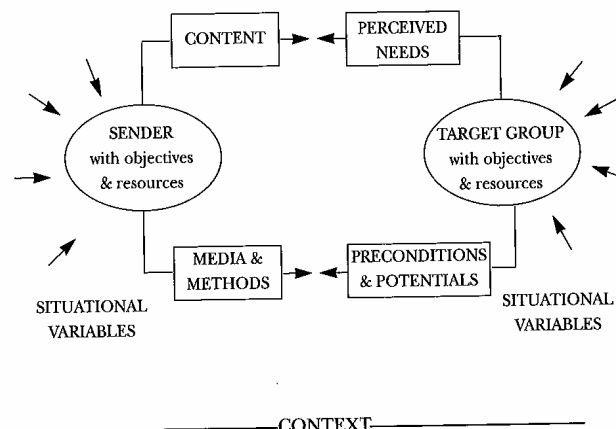 CONTENT
PERCEIVED
NEEDS
SENDER
with objectives
& resources
TARGET GROUP
with objectives
& resources
MEDIA &
METHODS
PRECONDITIONS
& POTENTIALS
SITUATIONAL
VARIABLES
SITUATIONAL
VARIABLES
CONTEXT